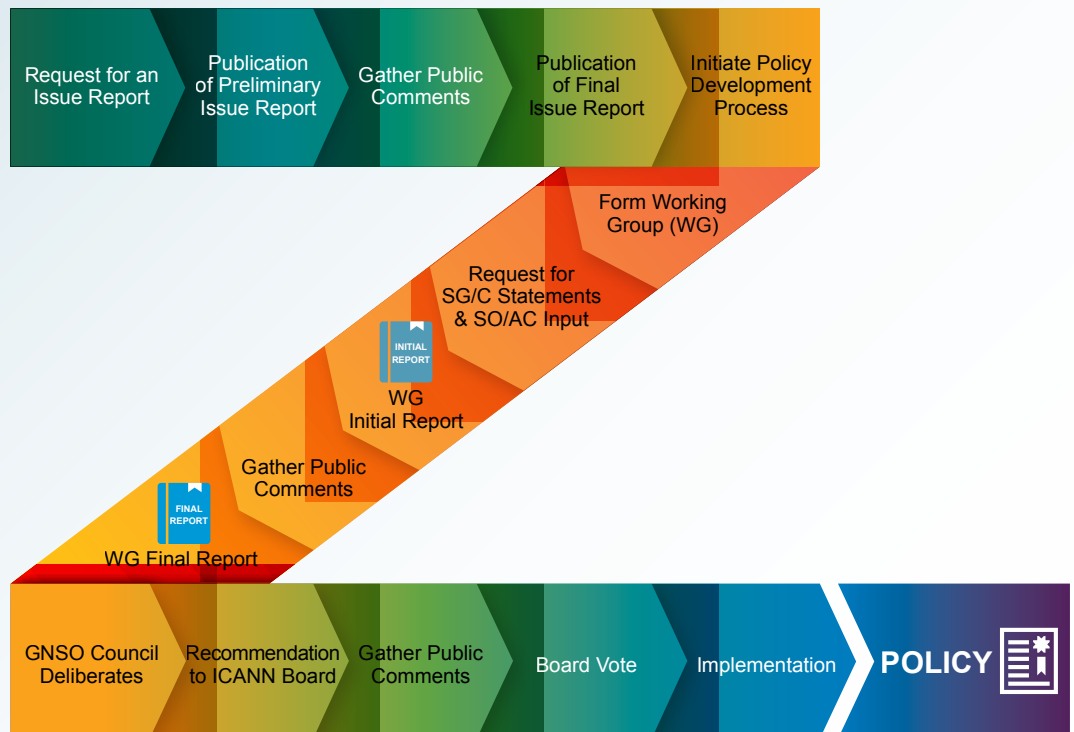 Request for an
Issue Report
Publication
of Preliminary
Issue Report
Gather Public
Comments
Publication
of Final
Issue Report
Initiate Policy
Development
Process
Form Working
Group (WG)
Request for
SG/C Statements
& SO/AC Input
INITIAL
REPORT
WG
Initial Report
Gather Public
Comments
FINAL
REPORT
WG Final Report
GNSO Council
Deliberates
Recommendation
to ICANN Board
Gather Public
Comments
Board Vote
Implementation
POLICY